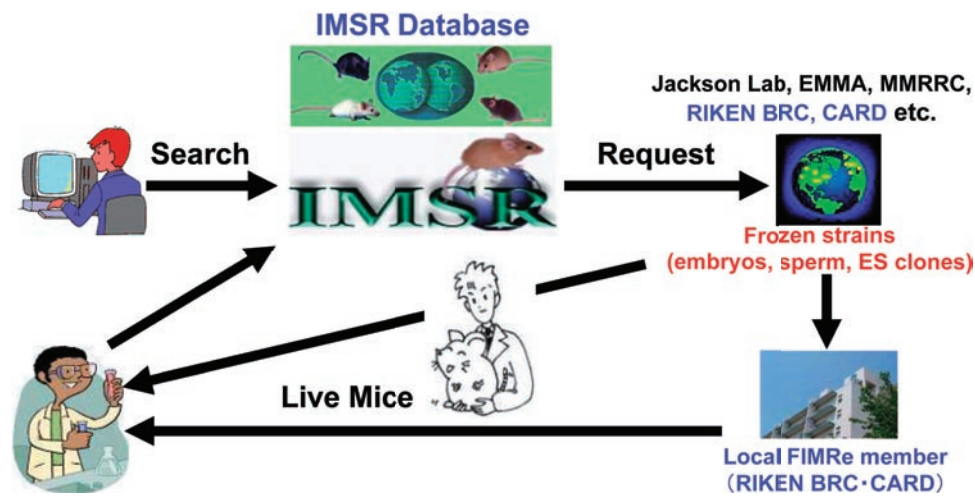 IMSR Database
Jackson Lab, EMMA, MMRRC,
RIKEN BRC, CARD etc.
Search
Request
IMSR
Frozen strains
(embryos, sperm, ES clones)
Live Mice
Local FIMRe member
(RIKEN BRC・CARD)